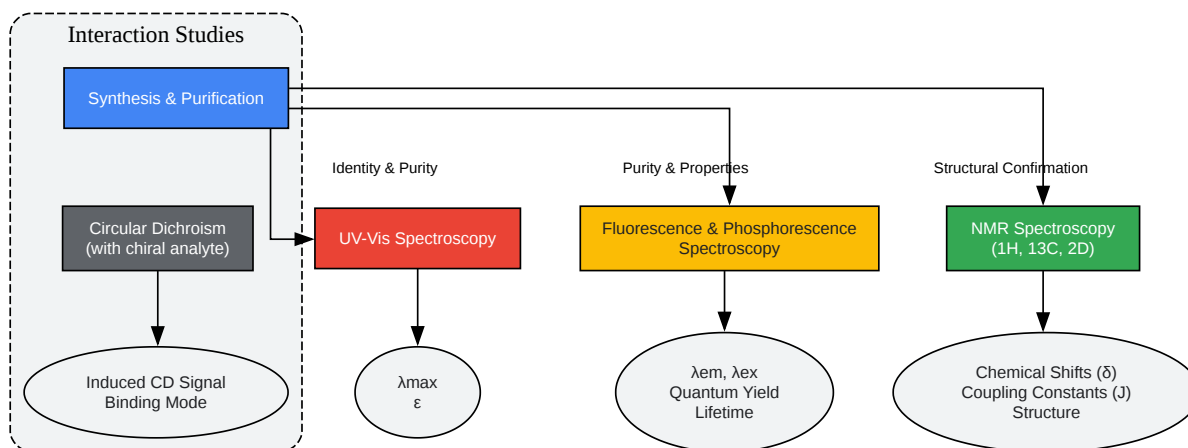 Interaction Studies
Synthesis & Purification
Identity & Purity
Purity & Properties
Structural Confirmation
Circular Dichroism
(with chiral analyte)
UV-Vis Spectroscopy
Fluorescence & Phosphorescence
Spectroscopy
NMR Spectroscopy
(1H, 13C, 2D)
Induced CD Signal
Binding Mode
λmax
ε
λem, λex
Quantum Yield
Lifetime
Chemical Shifts (δ)
Coupling Constants (J)
Structure